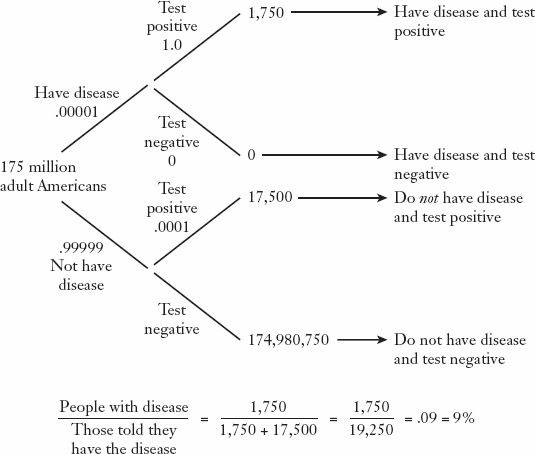 Test
positive
1.0
1,750
Have disease and test
positive
Have disease
.00001
Test
negative
0
0
Have disease and test
negative
175 million
adult Americans
Test
positive
.0001
17,500
Do not have disease
and test positive
.99999
Not have
disease
Test
negative
174,980,750
Do not have disease
and test negative
People with disease
Those told they
have the disease
= 1,750
1,750 + 17,500
= 1,750
19,250
= .09 = 9%